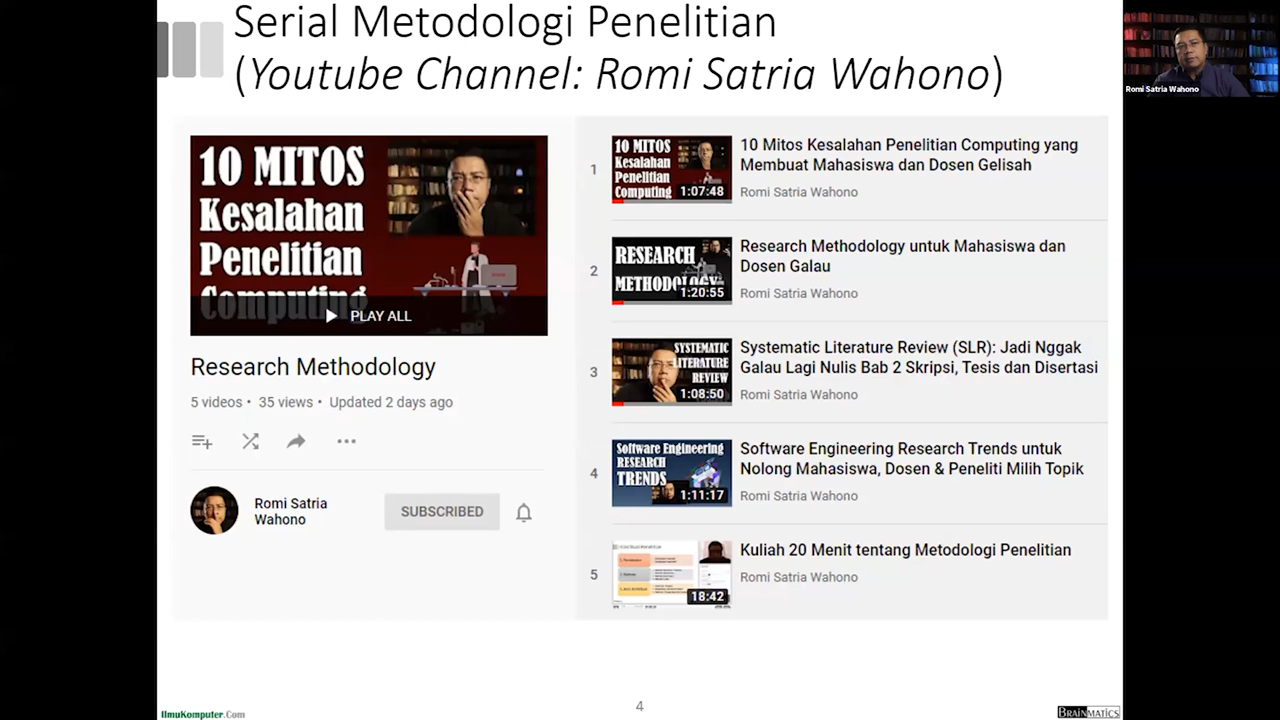 Serial Metodologi Penelitian
(Youtube Channel: Romi Satria Wahono)
Romi Satria Wahono
10 MITOS
Kesalahan
Penelitian
Computing
PLAY ALL
Research Methodology
5 videos • 35 views • Updated 2 days ago
Romi Satria
Wahono
SUBSCRIBED
1
10 MITOS
Kesalahan
Penelitian
Computing
1:07:48
10 Mitos Kesalahan Penelitian Computing yang
Membuat Mahasiswa dan Dosen Gelisah
Romi Satria Wahono
2
RESEARCH
METHODOLOGY
1:20:55
Research Methodology untuk Mahasiswa dan
Dosen Galau
Romi Satria Wahono
3
SYSTEMATIC
LITERATURE
REVIEW
1:08:50
Systematic Literature Review (SLR): Jadi Nggak
Galau Lagi Nulis Bab 2 Skripsi, Tesis dan Disertasi
Romi Satria Wahono
4
Software Engineering
RESEARCH
TRENDS
1:11:17
Software Engineering Research Trends untuk
Nolong Mahasiswa, Dosen & Peneliti Milih Topik
Romi Satria Wahono
5
18:42
Kuliah 20 Menit tentang Metodologi Penelitian
Romi Satria Wahono
IlmuKomputer.Com
4
BRAINMATICS